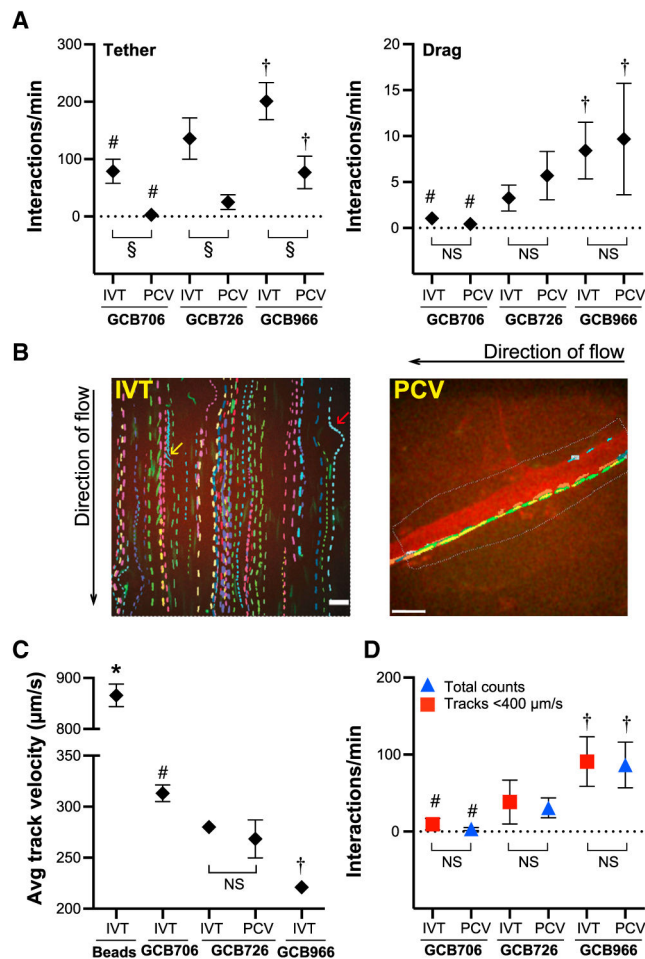 A
Tether
Interactions/min
300
200
100
0
#
#
†
†
§
§
§
IVT PCV IVT PCV IVT PCV
GCB706 GCB726 GCB966
Drag
Interactions/min
20
15
10
5
0
#
#
†
†
NS
NS
NS
IVT PCV IVT PCV IVT PCV
GCB706 GCB726 GCB966
B
Direction of flow
IVT
Direction of flow
PCV
C
Avg track velocity (µm/s)
900
800
350
300
250
200
*
#
†
NS
IVT IVT IVT PCV IVT
Beads GCB706 GCB726 GCB966
D
Total counts
Tracks <400 µm/s
Interactions/min
200
100
0
#
#
†
†
NS
NS
NS
IVT PCV IVT PCV IVT PCV
GCB706 GCB726 GCB966